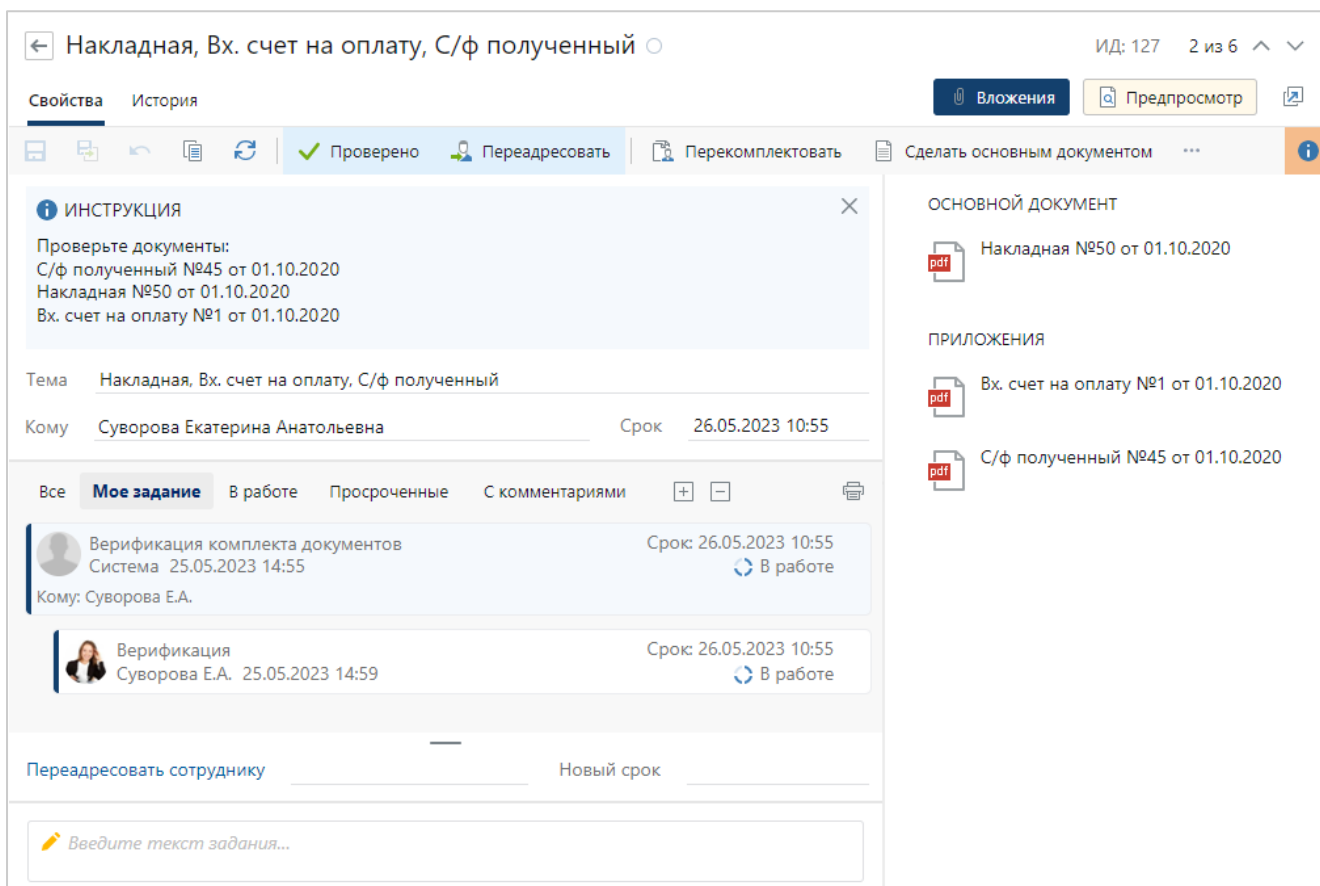 Накладная, Вх. счет на оплату, С/ф полученный
ИД: 127 2 из 6
Свойства История
Вложения Предпросмотр
Проверено Переадресовать Перекомплектовать Сделать основным документом ...
ИНСТРУКЦИЯ
Проверьте документы:
С/ф полученный №45 от 01.10.2020
Накладная №50 от 01.10.2020
Вх. счет на оплату №1 от 01.10.2020
Тема Накладная, Вх. счет на оплату, С/ф полученный
Кому Суворова Екатерина Анатольевна Срок 26.05.2023 10:55
Все Мое задание В работе Просроченные С комментариями
Верификация комплекта документов Срок: 26.05.2023 10:55
Система 25.05.2023 14:55 В работе
Кому: Суворова Е.А.
Верификация Срок: 26.05.2023 10:55
Суворова Е.А. 25.05.2023 14:59 В работе
Переадресовать сотруднику Новый срок
Введите текст задания...
ОСНОВНОЙ ДОКУМЕНТ
pdf Накладная №50 от 01.10.2020
ПРИЛОЖЕНИЯ
pdf Вх. счет на оплату №1 от 01.10.2020
pdf С/ф полученный №45 от 01.10.2020